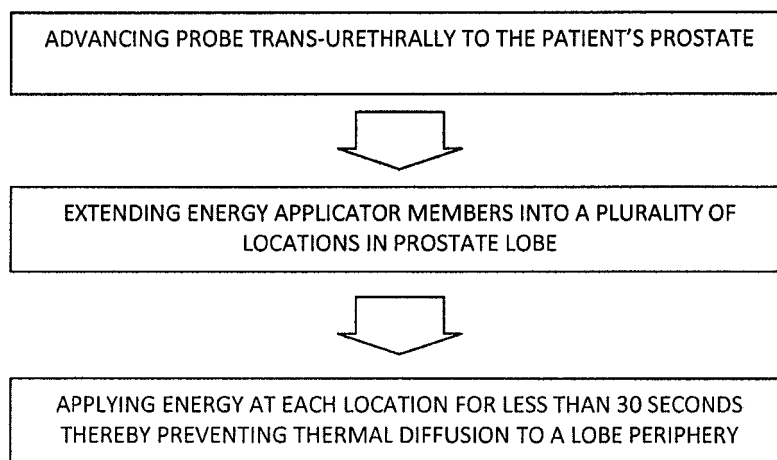 ADVANCING PROBE TRANS-URETHRALLY TO THE PATIENT'S PROSTATE
EXTENDING ENERGY APPLICATOR MEMBERS INTO A PLURALITY OF
LOCATIONS IN PROSTATE LOBE
APPLYING ENERGY AT EACH LOCATION FOR LESS THAN 30 SECONDS
THEREBY PREVENTING THERMAL DIFFUSION TO A LOBE PERIPHERY